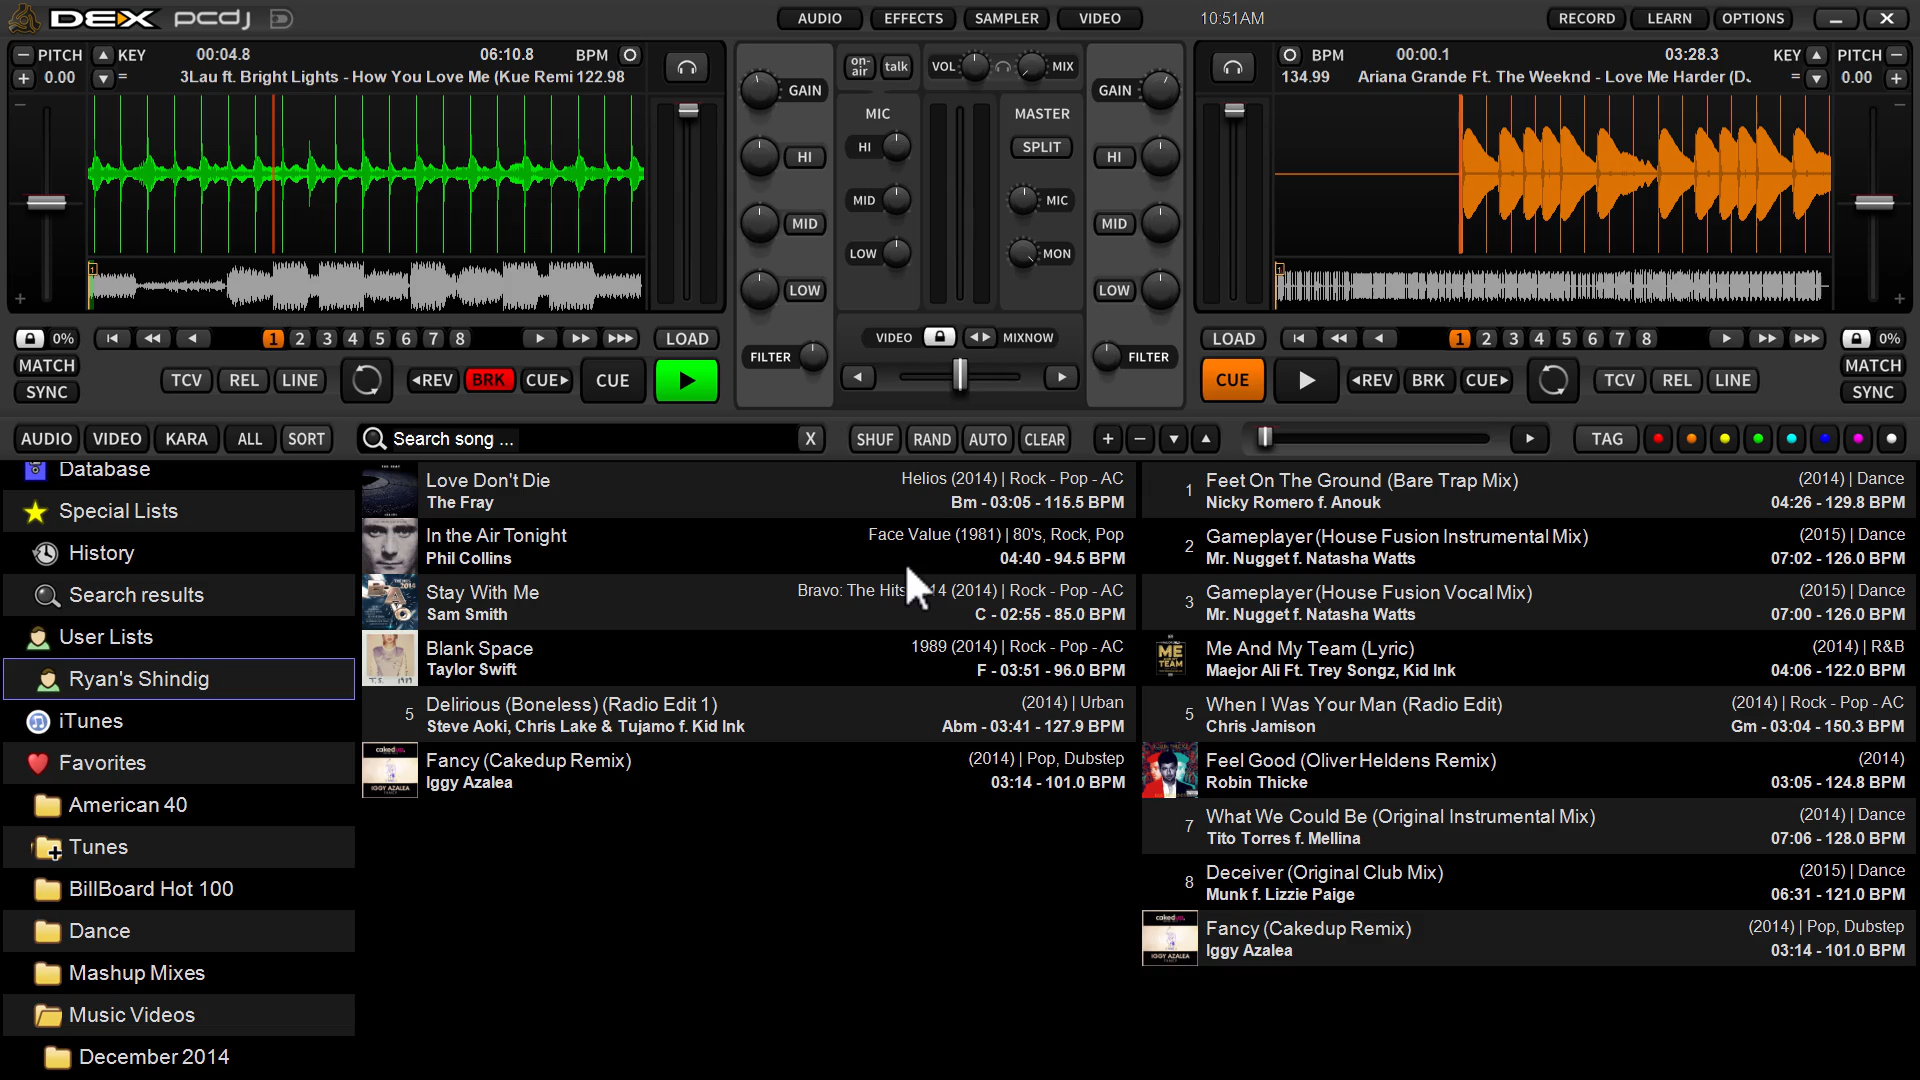 DEX pcdj
AUDIO EFFECTS SAMPLER VIDEO 10:51AM RECORD LEARN OPTIONS
PITCH KEY 00:04.8 06:10.8 BPM
0.00 = 3Lau ft. Bright Lights - How You Love Me (Kue Remi 122.98
GAIN
HI
MID
LOW
FILTER
on-air talk VOL MIX
MIC MASTER
HI SPLIT
MID MIC
LOW MON
VIDEO MIXNOW
GAIN
HI
MID
LOW
FILTER
BPM 00:00.1 03:28.3 KEY PITCH
134.99 Ariana Grande Ft. The Weeknd - Love Me Harder (D. = 0.00
1
1
0% 1 2 3 4 5 6 7 8 LOAD
MATCH
SYNC
TCV REL LINE REV BRK CUE CUE
LOAD 1 2 3 4 5 6 7 8 0%
MATCH
SYNC
CUE REV BRK CUE TCV REL LINE
AUDIO VIDEO KARA ALL SORT Search song ... X SHUF RAND AUTO CLEAR + - TAG
Database
Special Lists
History
Search results
User Lists
Ryan's Shindig
iTunes
Favorites
American 40
Tunes
BillBoard Hot 100
Dance
Mashup Mixes
Music Videos
December 2014
Love Don't Die Helios (2014) | Rock - Pop - AC
The Fray Bm - 03:05 - 115.5 BPM
In the Air Tonight Face Value (1981) | 80's, Rock, Pop
Phil Collins 04:40 - 94.5 BPM
Stay With Me Bravo: The Hits 14 (2014) | Rock - Pop - AC
Sam Smith C - 02:55 - 85.0 BPM
Blank Space 1989 (2014) | Rock - Pop - AC
Taylor Swift F - 03:51 - 96.0 BPM
5 Delirious (Boneless) (Radio Edit 1) (2014) | Urban
Steve Aoki, Chris Lake & Tujamo f. Kid Ink Abm - 03:41 - 127.9 BPM
Fancy (Cakedup Remix) (2014) | Pop, Dubstep
Iggy Azalea 03:14 - 101.0 BPM
1 Feet On The Ground (Bare Trap Mix) (2014) | Dance
Nicky Romero f. Anouk 04:26 - 129.8 BPM
2 Gameplayer (House Fusion Instrumental Mix) (2015) | Dance
Mr. Nugget f. Natasha Watts 07:02 - 126.0 BPM
3 Gameplayer (House Fusion Vocal Mix) (2015) | Dance
Mr. Nugget f. Natasha Watts 07:00 - 126.0 BPM
ME TEAM
Me And My Team (Lyric) (2014) | R&B
Maejor Ali Ft. Trey Songz, Kid Ink 04:06 - 122.0 BPM
5 When I Was Your Man (Radio Edit) (2014) | Rock - Pop - AC
Chris Jamison Gm - 03:04 - 150.3 BPM
Feel Good (Oliver Heldens Remix) (2014)
Robin Thicke 03:05 - 124.8 BPM
7 What We Could Be (Original Instrumental Mix) (2014) | Dance
Tito Torres f. Mellina 07:06 - 128.0 BPM
8 Deceiver (Original Club Mix) (2015) | Dance
Munk f. Lizzie Paige 06:31 - 121.0 BPM
Fancy (Cakedup Remix) (2014) | Pop, Dubstep
Iggy Azalea 03:14 - 101.0 BPM